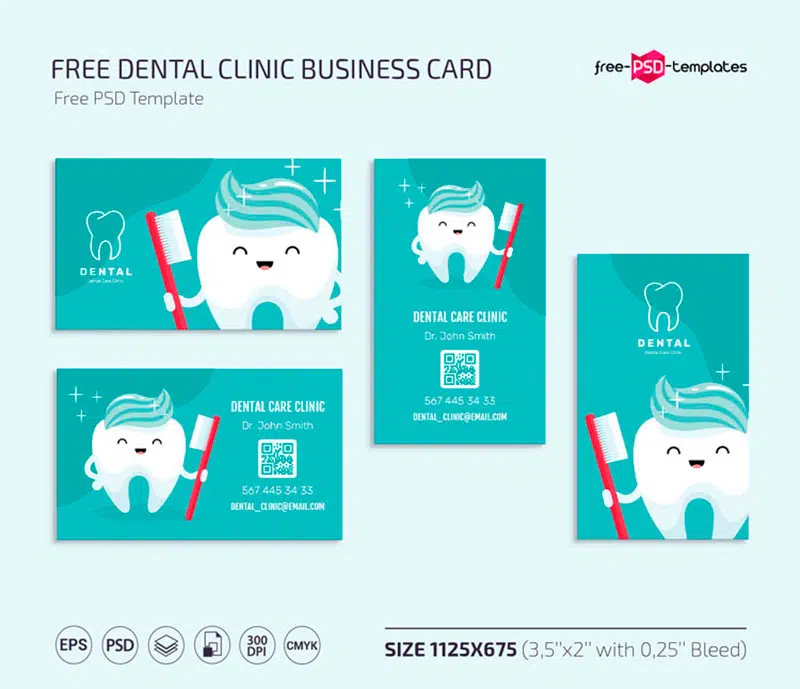 FREE DENTAL CLINIC BUSINESS CARD
Free PSD Template
free-PSD-templates
DENTAL
Dental Care Clinic
DENTAL CARE CLINIC
Dr. John Smith
567 445 34 33
DENTAL_CLINIC@EMAIL.COM
DENTAL
Dental Care Clinic
DENTAL CARE CLINIC
Dr. John Smith
567 445 34 33
DENTAL_CLINIC@EMAIL.COM
EPS
PSD
300
DPI
CMYK
SIZE 1125X675 (3,5"x2" with 0,25" Bleed)